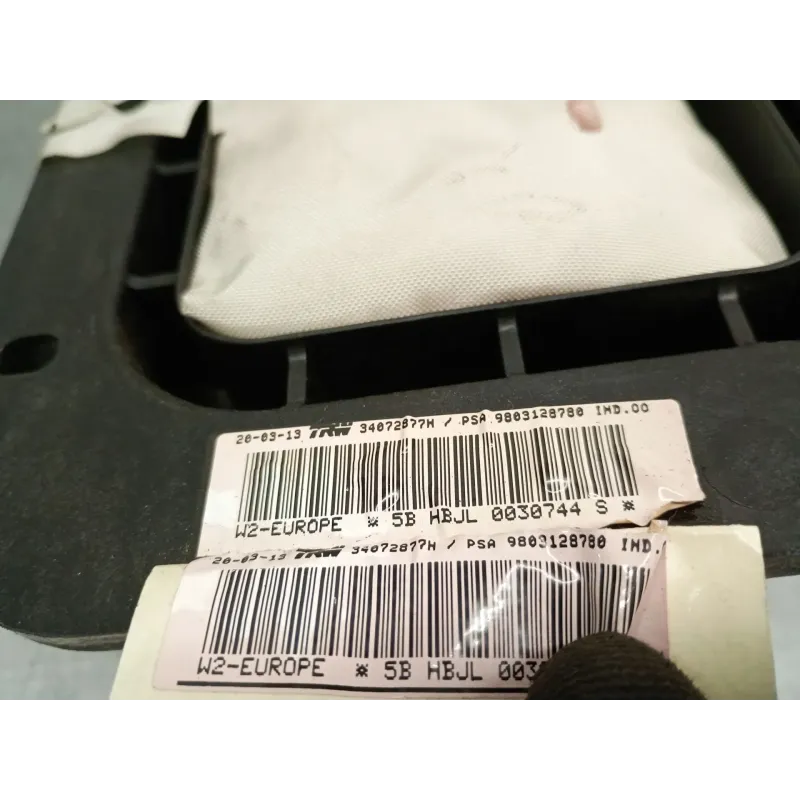 20-03-13 TRW 34072877H / PSA 9803128780 IND.00
W2-EUROPE * 5B HBJL 0030744 S *
20-03-13 TRW 34072877H / PSA 9803128780 IND.
W2-EUROPE * 5B HBJL 003